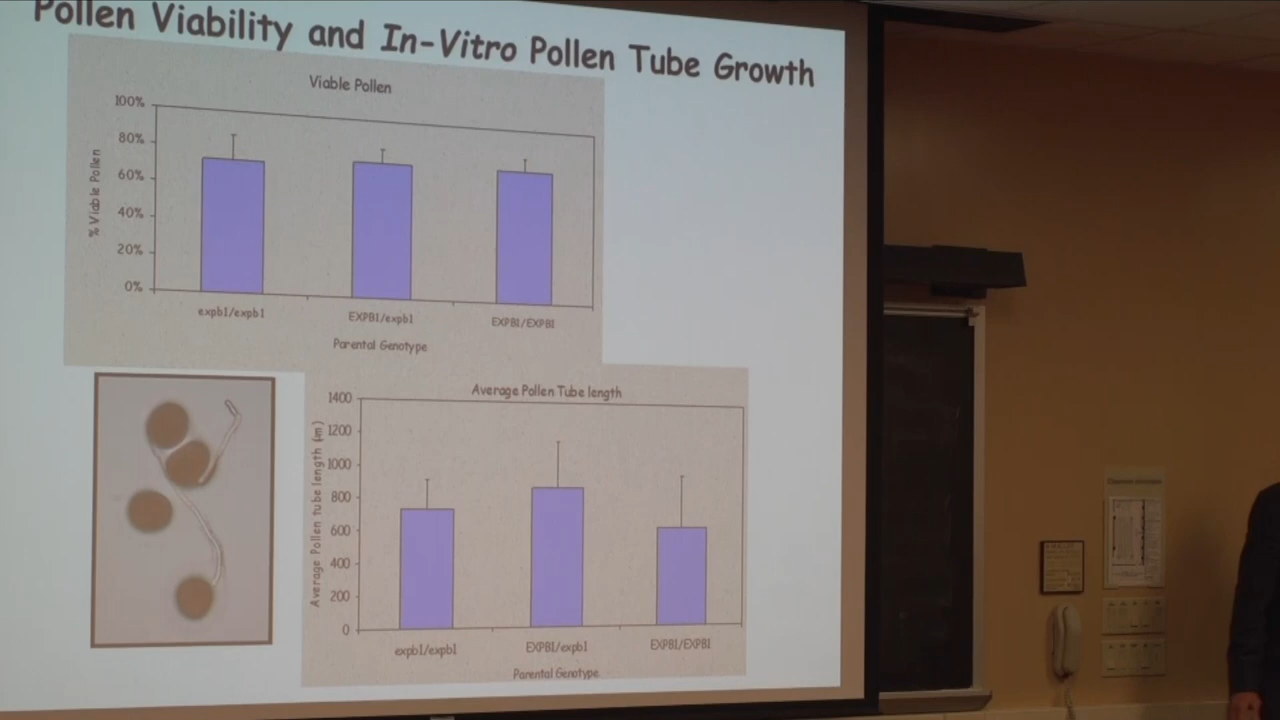 Pollen Viability and In-Vitro Pollen Tube Growth
Viable Pollen
100%
80%
60%
40%
20%
0%
% Viable Pollen
expb1/expb1
EXPB1/expb1
EXPB1/EXPB1
Parental Genotype
Average Pollen Tube length
1400
1200
1000
800
600
400
200
0
Average Pollen tube length (um)
expb1/expb1
EXPB1/expb1
EXPB1/EXPB1
Parental Genotype